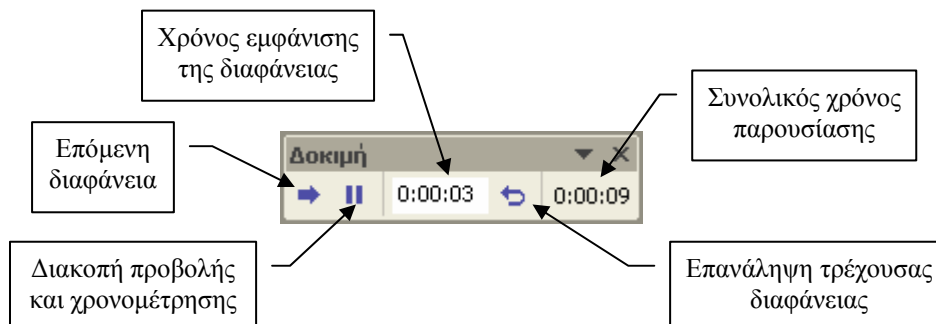 Χρόνος εμφάνισης
της διαφάνειας
Συνολικός χρόνος
παρουσίασης
Επόμενη
διαφάνεια
Δοκιμή
0:00:03
0:00:09
Διακοπή προβολής
και χρονομέτρησης
Επανάληψη τρέχουσας
διαφάνειας